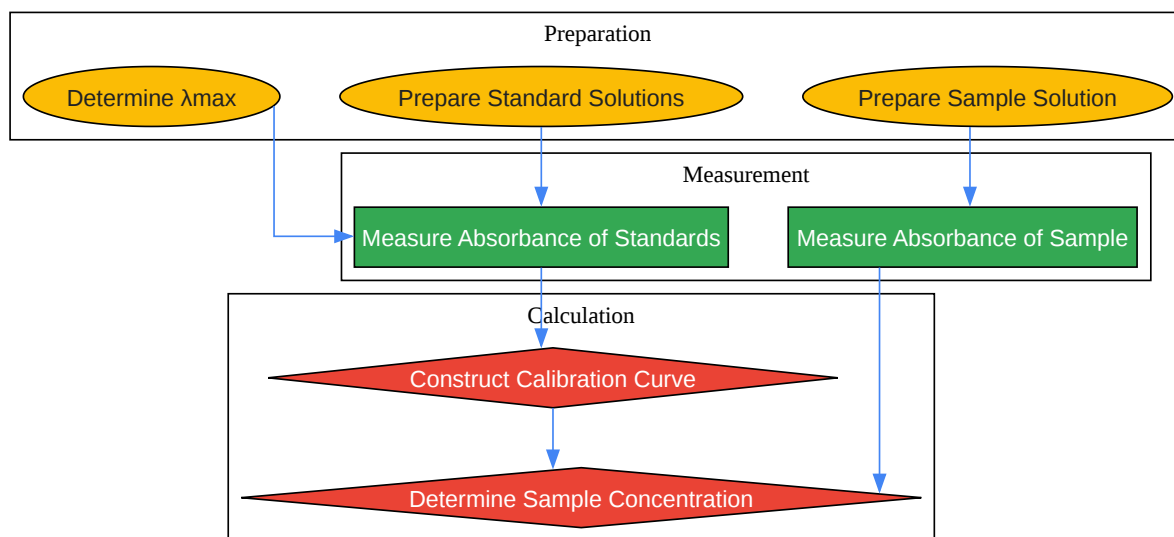 Preparation
Determine λmax
Prepare Standard Solutions
Prepare Sample Solution
Measurement
Measure Absorbance of Standards
Measure Absorbance of Sample
Calculation
Construct Calibration Curve
Determine Sample Concentration